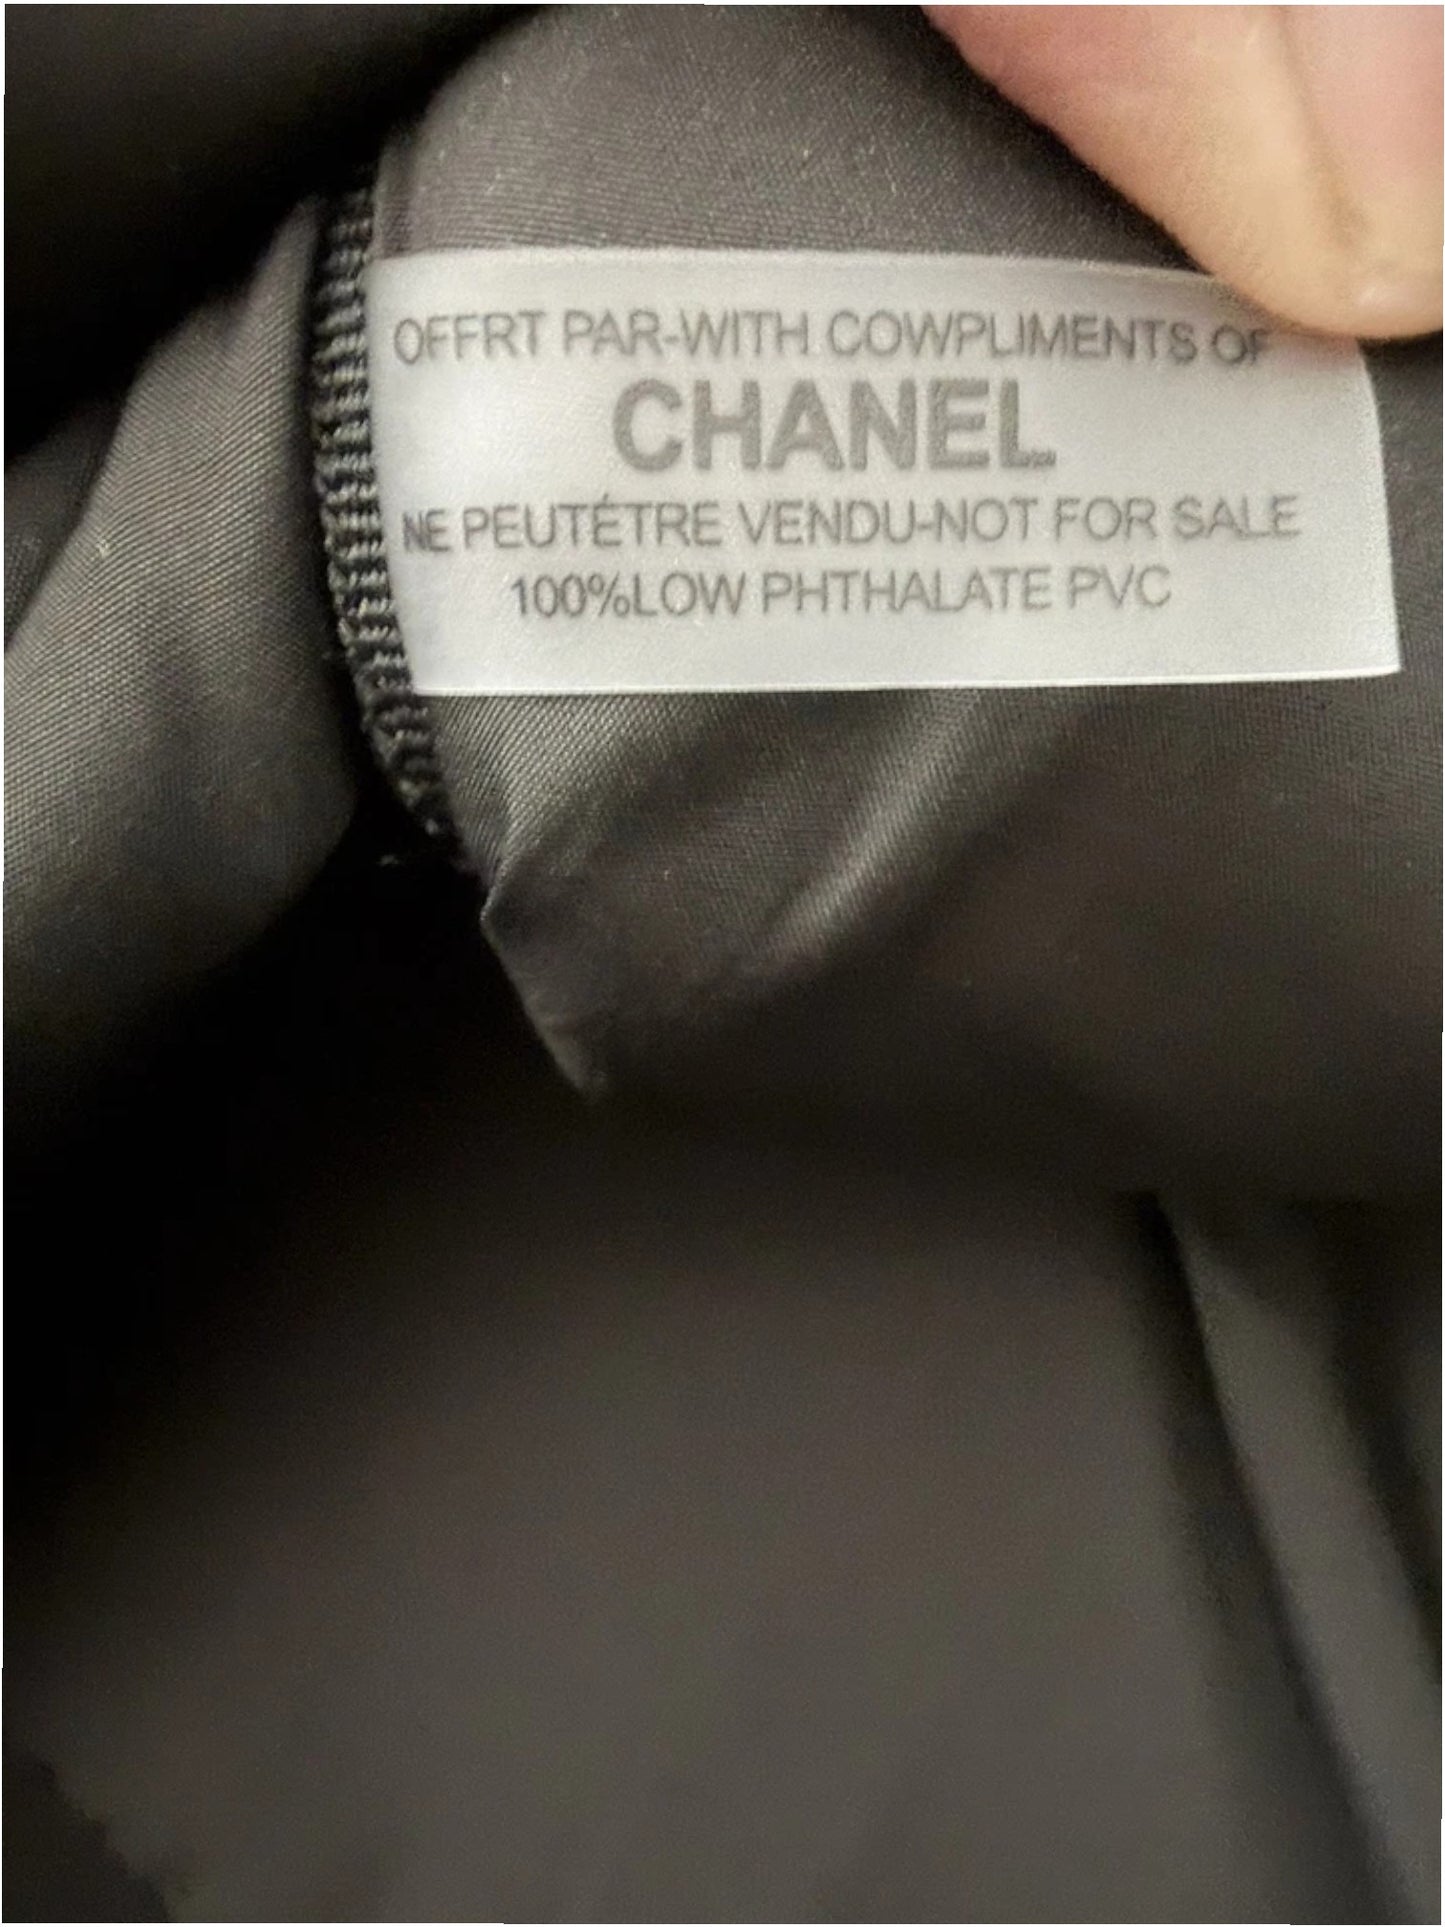 OFFRT PAR-WITH COWPLIMENTS OF
CHANEL
NE PEUTÉTRE VENDU-NOT FOR SALE
100%LOW PHTHALATE PVC